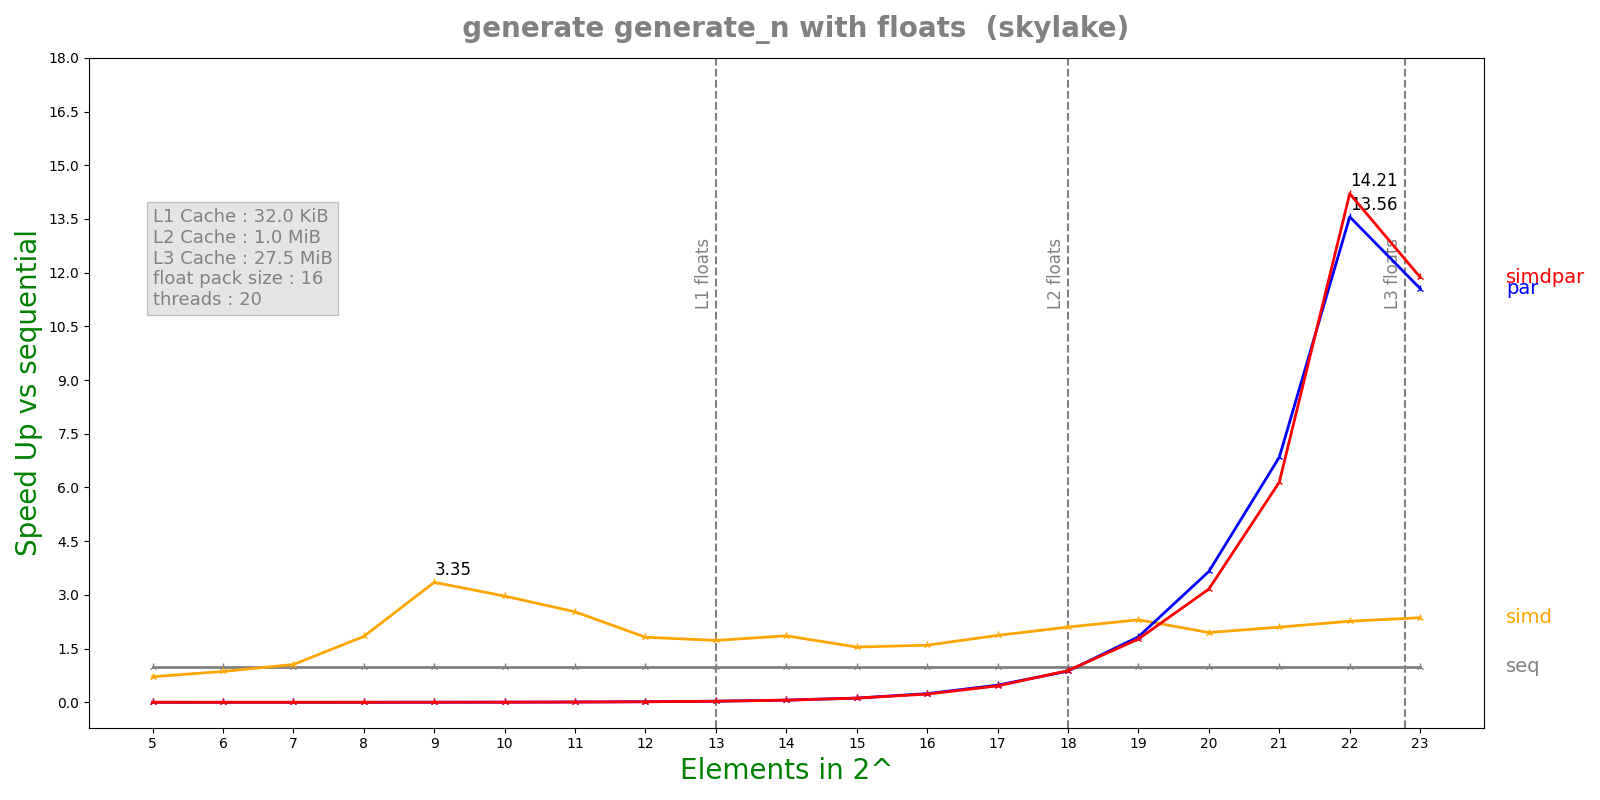 generate generate_n with floats (skylake)
Speed Up vs sequential
18.0
16.5
15.0
13.5
12.0
10.5
9.0
7.5
6.0
4.5
3.0
1.5
0.0
L1 Cache : 32.0 KiB
L2 Cache : 1.0 MiB
L3 Cache : 27.5 MiB
float pack size : 16
threads : 20
L1 floats
L2 floats
L3 floats
3.35
14.21
13.56
simdpar
par
simd
seq
5 6 7 8 9 10 11 12 13 14 15 16 17 18 19 20 21 22 23
Elements in 2^